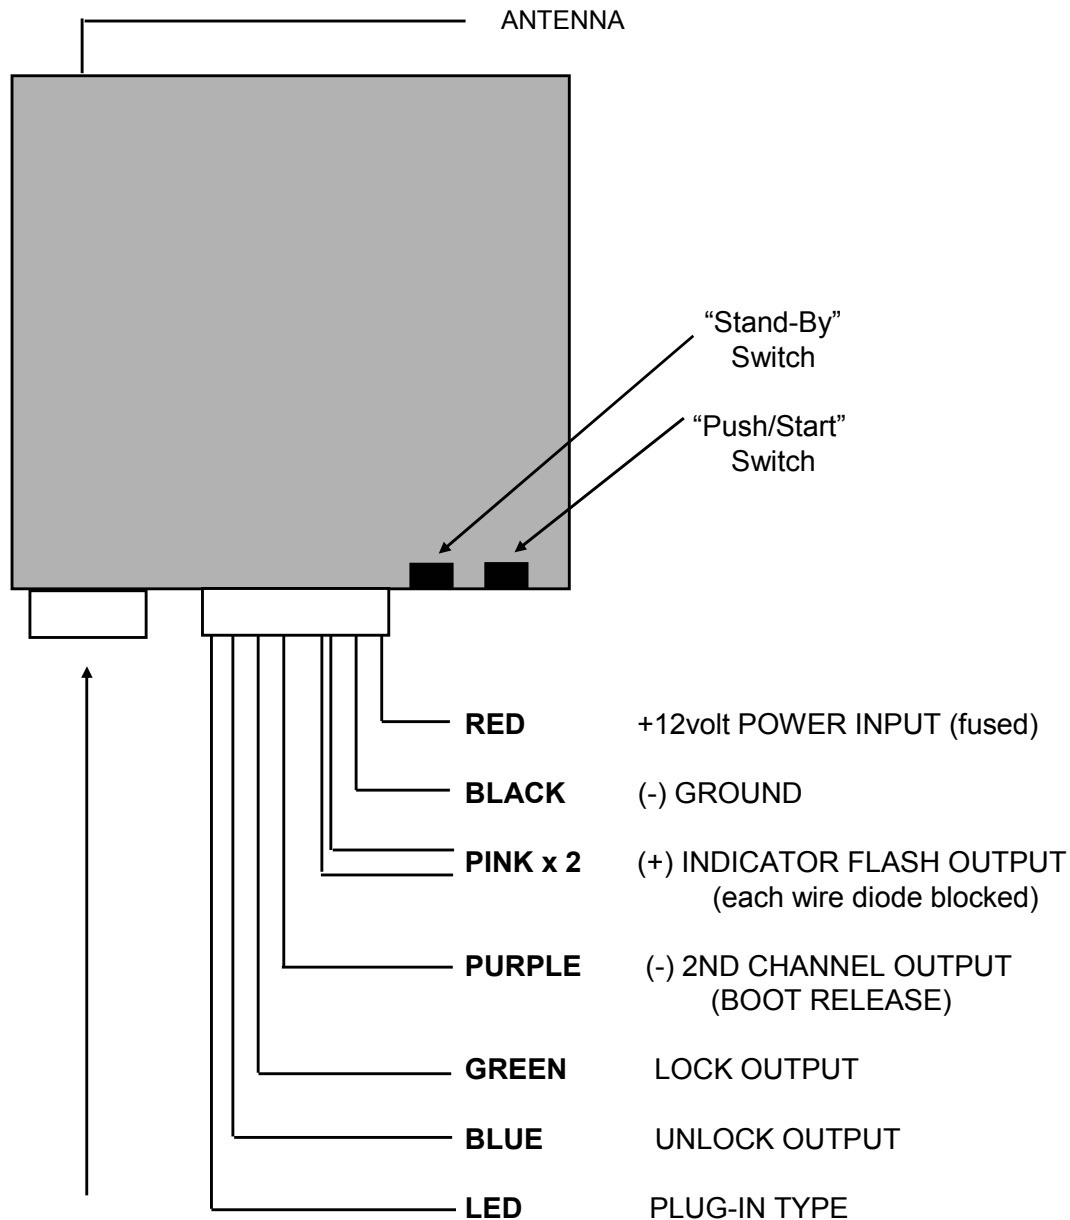 ANTENNA
“Stand-By”
Switch
“Push/Start”
Switch
RED +12volt POWER INPUT (fused)
BLACK (-) GROUND
PINK x 2 (+) INDICATOR FLASH OUTPUT
(each wire diode blocked)
PURPLE (-) 2ND CHANNEL OUTPUT
(BOOT RELEASE)
GREEN LOCK OUTPUT
BLUE UNLOCK OUTPUT
LED PLUG-IN TYPE